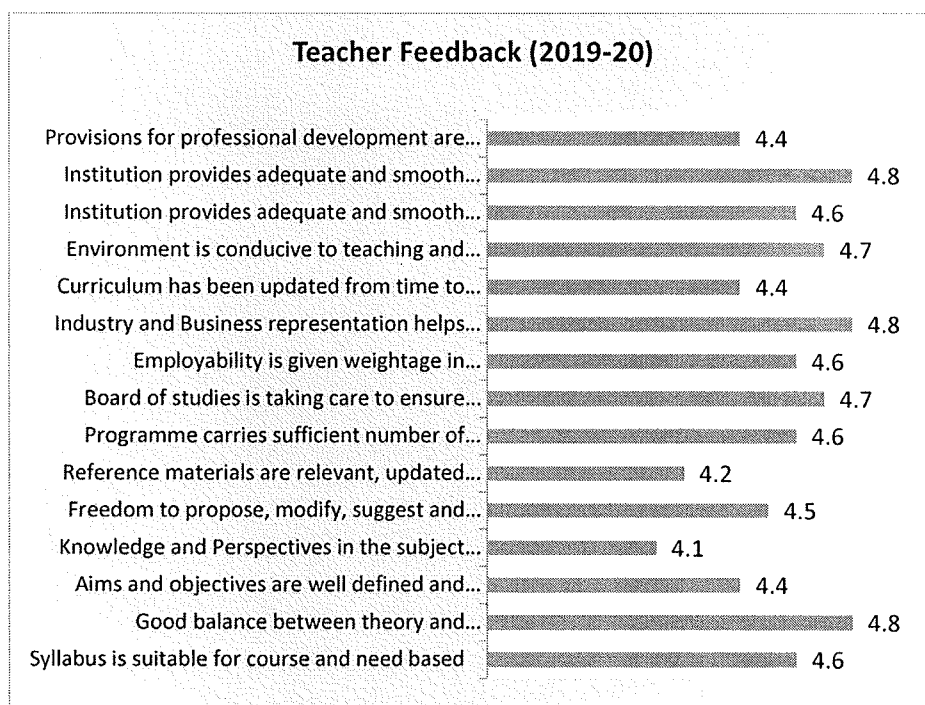 Teacher Feedback (2019-20)
Provisions for professional development are... 4.4
Institution provides adequate and smooth... 4.8
Institution provides adequate and smooth... 4.6
Environment is conducive to teaching and... 4.7
Curriculum has been updated from time to... 4.4
Industry and Business representation helps... 4.8
Employability is given weightage in... 4.6
Board of studies is taking care to ensure... 4.7
Programme carries sufficient number of... 4.6
Reference materials are relevant, updated... 4.2
Freedom to propose, modify, suggest and... 4.5
Knowledge and Perspectives in the subject... 4.1
Aims and objectives are well defined and... 4.4
Good balance between theory and... 4.8
Syllabus is suitable for course and need based 4.6